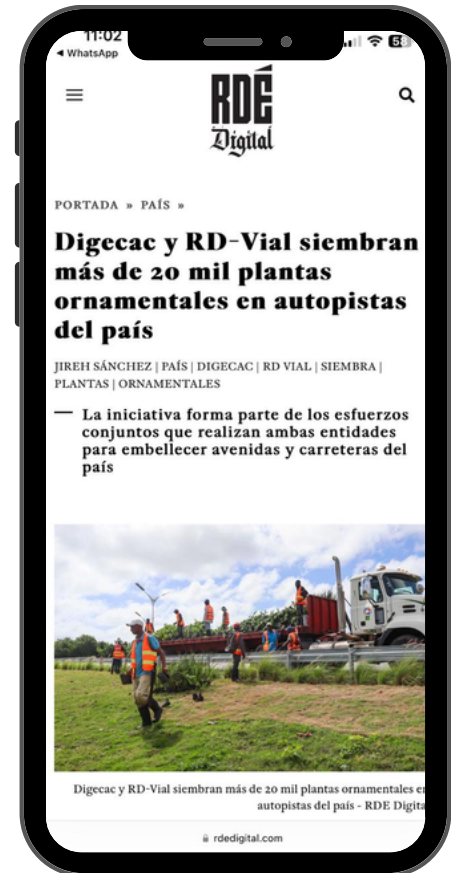 11:02
58
◀ WhatsApp
RDÉ
Digital
PORTADA » PAÍS »
Digecac y RD-Vial siembran
más de 20 mil plantas
ornamentales en autopistas
del país
JIREH SÁNCHEZ | PAÍS | DIGECAC | RD VIAL | SIEMBRA |
PLANTAS | ORNAMENTALES
— La iniciativa forma parte de los esfuerzos
conjuntos que realizan ambas entidades
para embellecer avenidas y carreteras del
país
Digecac y RD-Vial siembran más de 20 mil plantas ornamentales en
autopistas del país - RDE Digita
rdedigital.com